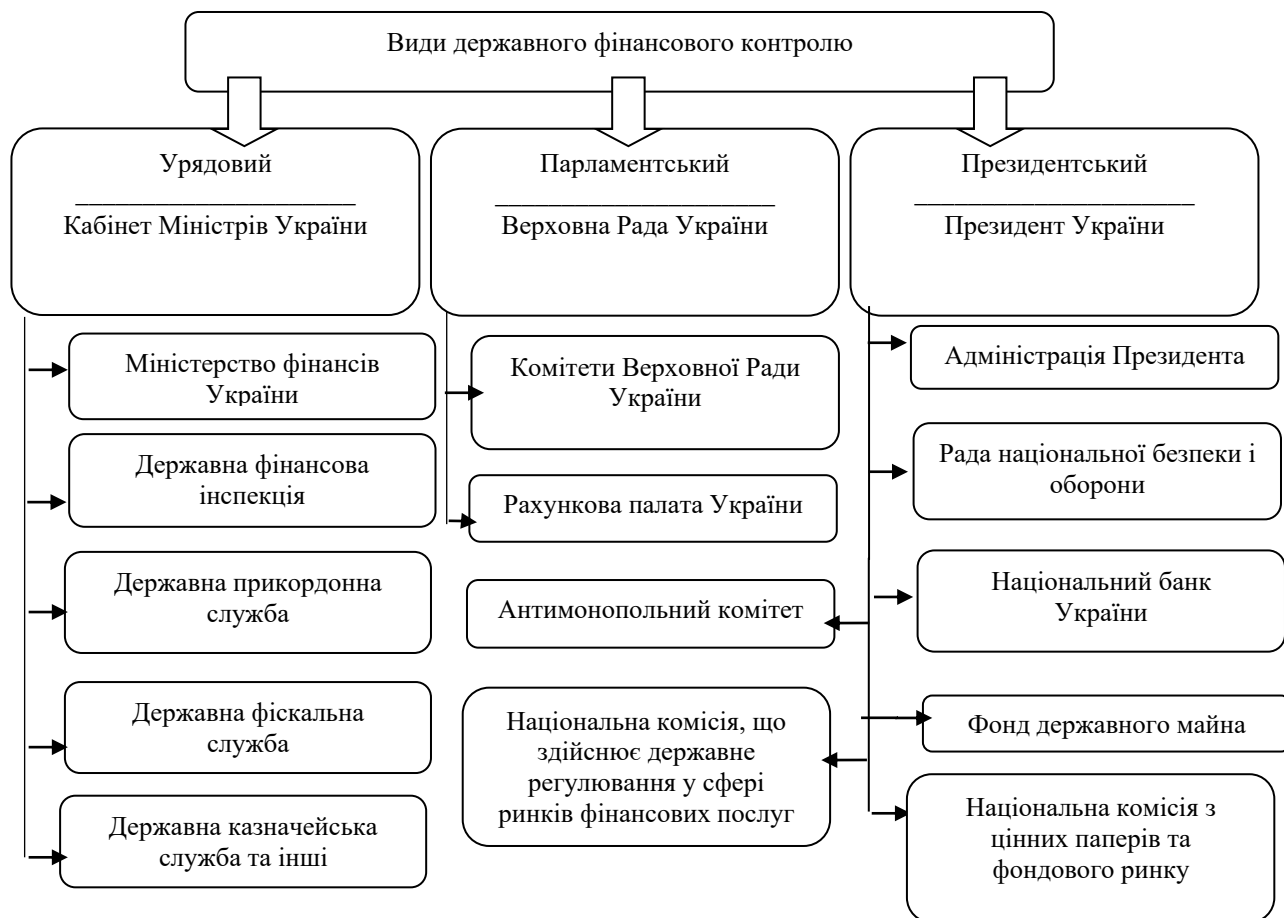 Види державного фінансового контролю
Урядовий
Кабінет Міністрів України
Парламентський
Верховна Рада України
Президентський
Президент України
Міністерство фінансів
України
Державна фінансова
інспекція
Державна прикордонна
служба
Державна фіскальна
служба
Державна казначейська
служба та інші
Комітети Верховної Ради
України
Рахункова палата України
Антимонопольний комітет
Національна комісія, що
здійснює державне
регулювання у сфері
ринків фінансових послуг
Адміністрація Президента
Рада національної безпеки і
оборони
Національний банк
України
Фонд державного майна
Національна комісія з
цінних паперів та
фондового ринку